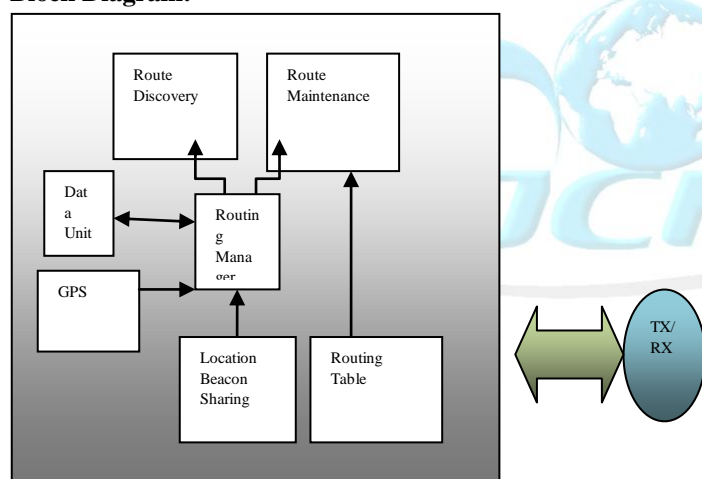 Block Diagram:
Route
Discovery
Route
Maintenance
Dat
a
Unit
Routin
g
Mana
ger
GPS
Location
Beacon
Sharing
Routing
Table
TX/
RX